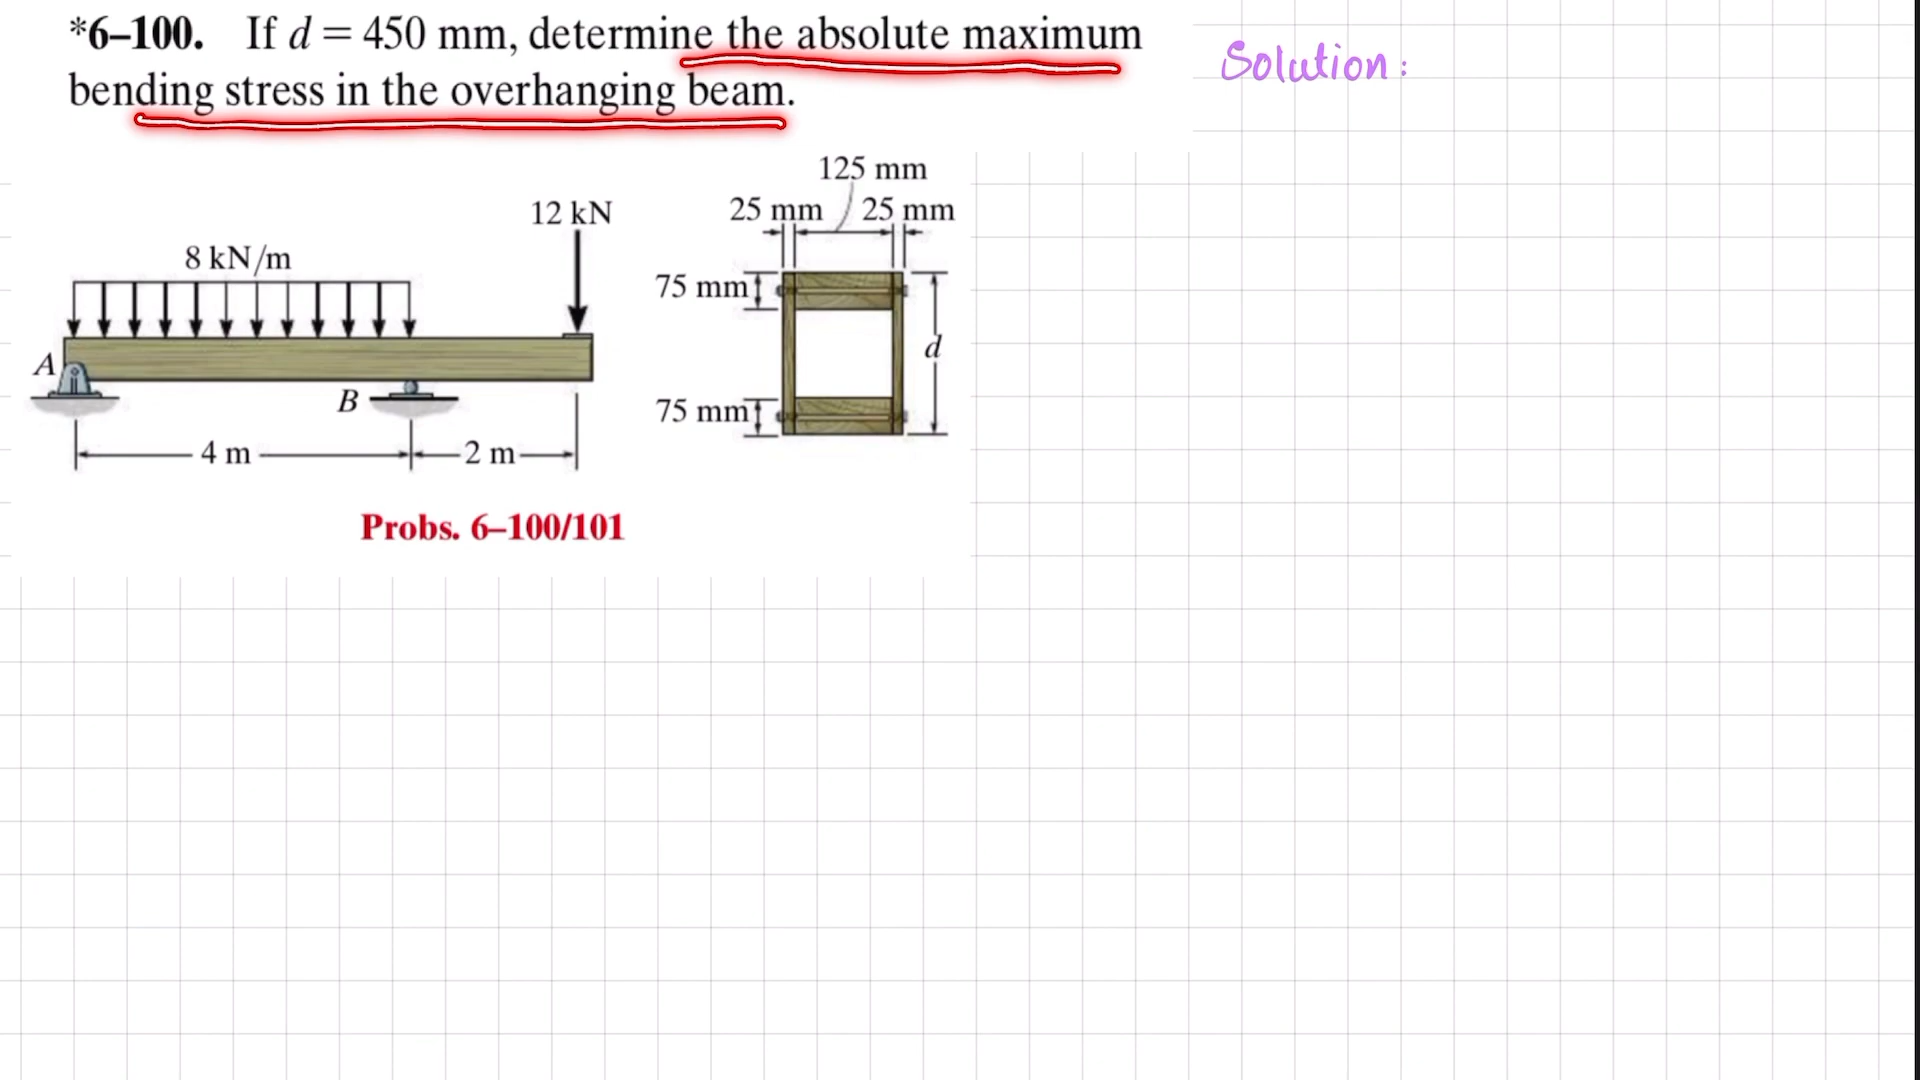 *6–100. If d = 450 mm, determine the absolute maximum
bending stress in the overhanging beam.
Solution:
125 mm
25 mm 25 mm
12 kN
8 kN/m
75 mm
d
A
B
75 mm
4 m
2 m
Probs. 6–100/101